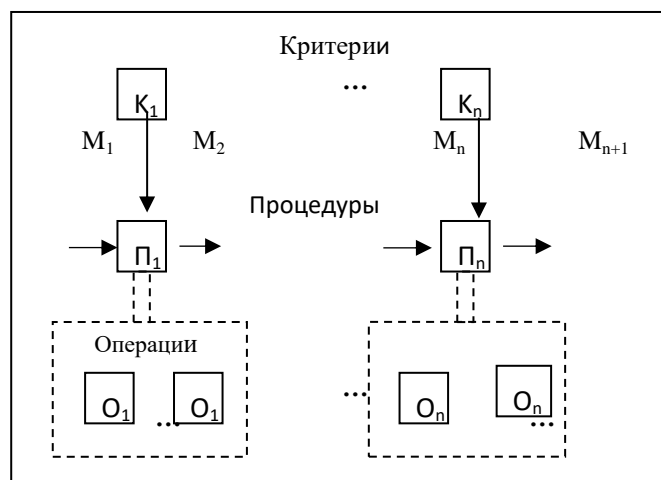 Критерии
K₁ ... Kₙ
M₁ M₂ Mₙ Mₙ₊₁
Процедуры
П₁ Пₙ
Операции
O₁ ... O₁ ... Oₙ Oₙ ...